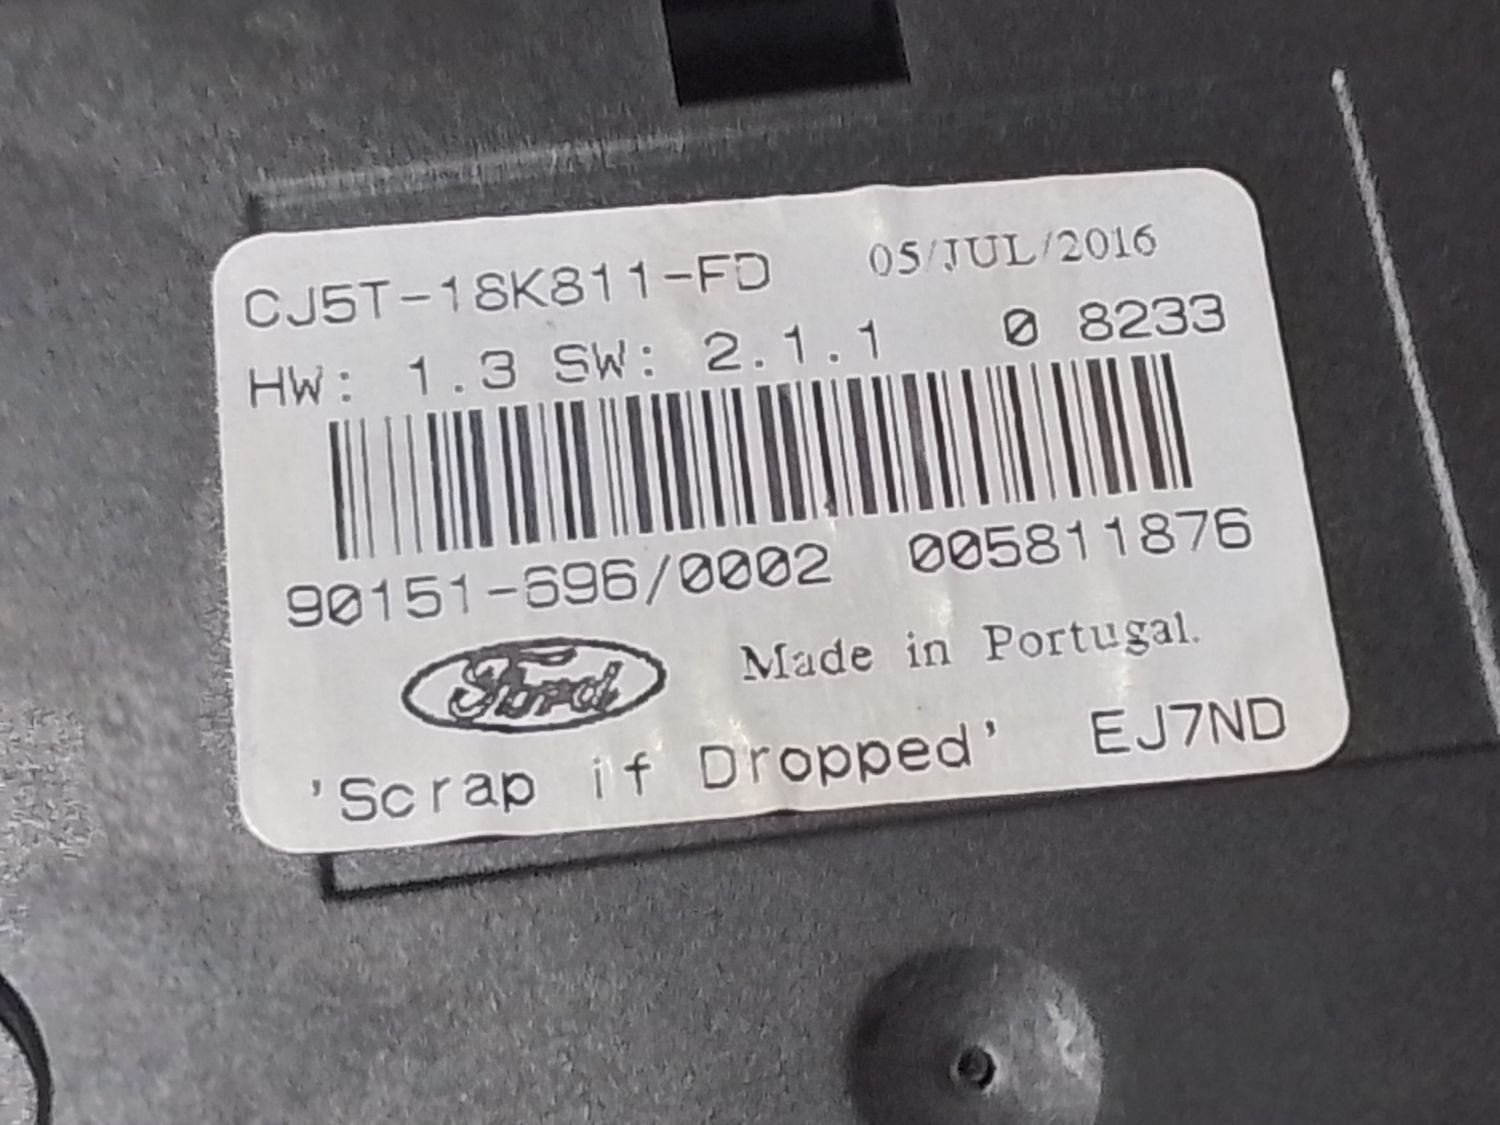 CJ5T-18K811-FD 05/JUL/2016
HW: 1.3 SW: 2.1.1 0 8233
90151-696/0002 005811876
Ford Made in Portugal.
'Scrap if Dropped' EJ7ND